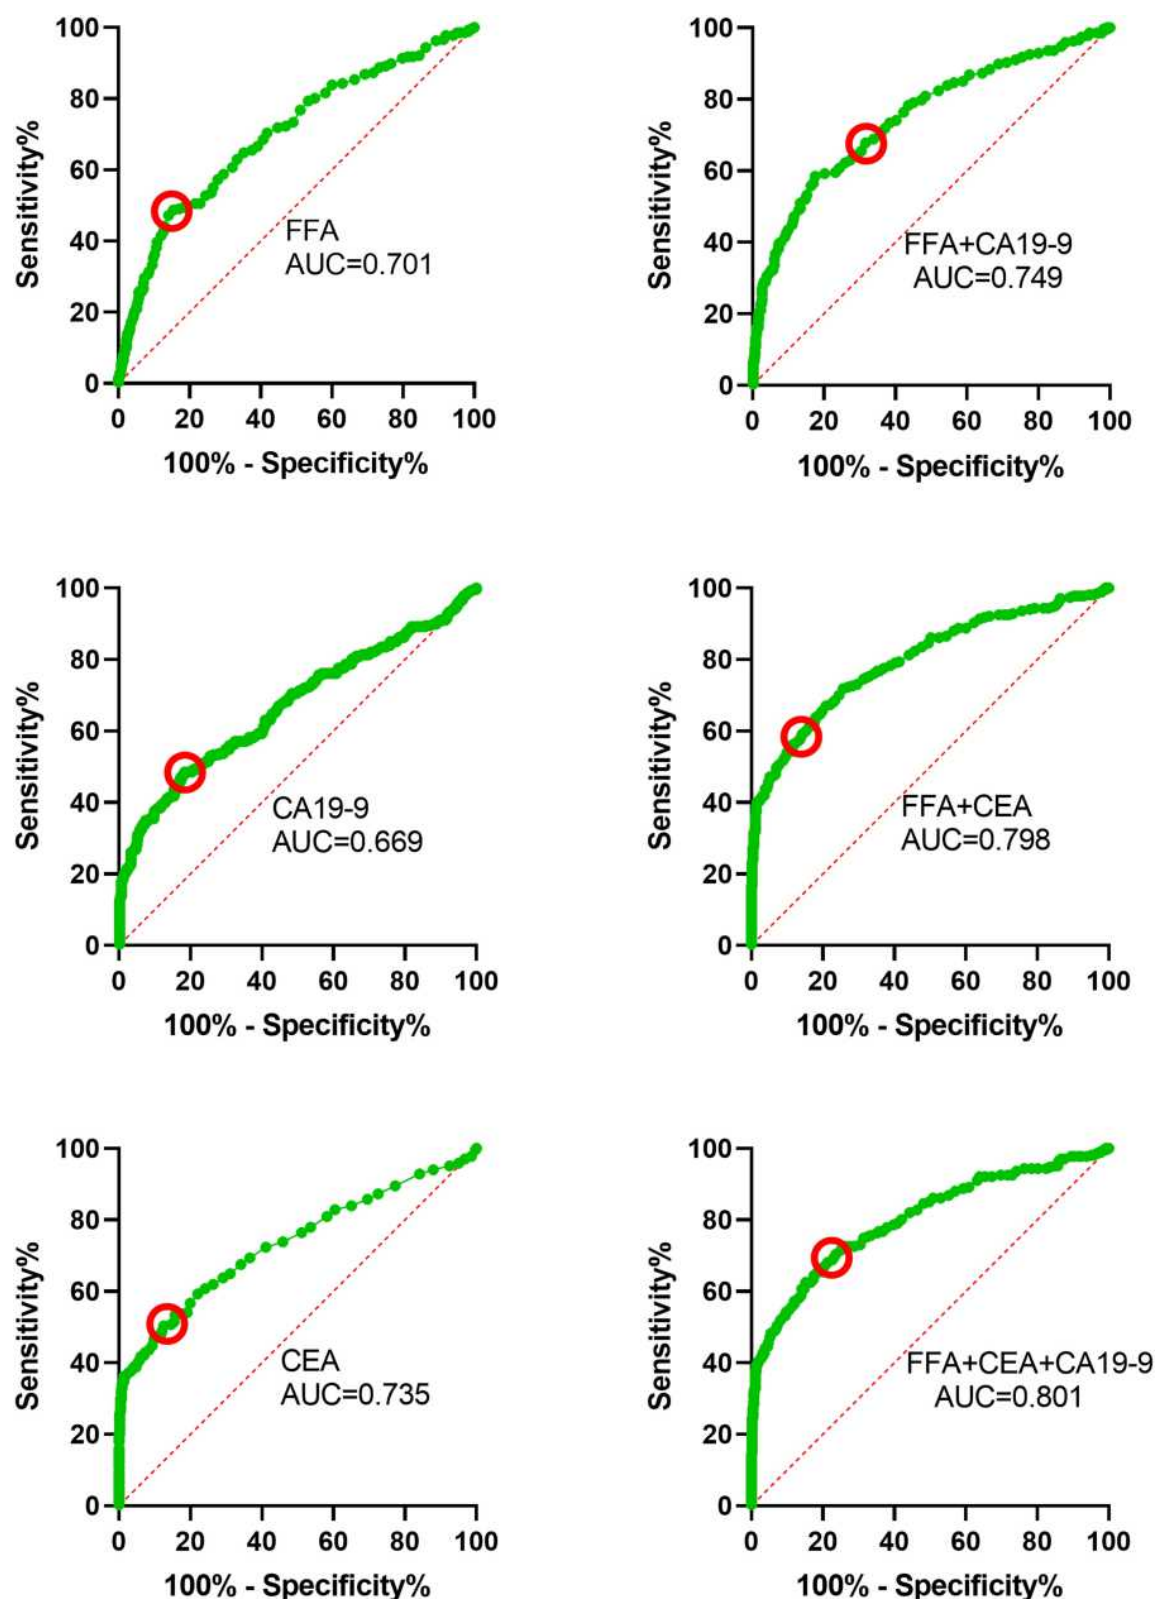 100
80
60
40
20
0
Sensitivity%
FFA
AUC=0.701
0 20 40 60 80 100
100% - Specificity%
100
80
60
40
20
0
Sensitivity%
FFA+CA19-9
AUC=0.749
0 20 40 60 80 100
100% - Specificity%
100
80
60
40
20
0
Sensitivity%
CA19-9
AUC=0.669
0 20 40 60 80 100
100% - Specificity%
100
80
60
40
20
0
Sensitivity%
FFA+CEA
AUC=0.798
0 20 40 60 80 100
100% - Specificity%
100
80
60
40
20
0
Sensitivity%
CEA
AUC=0.735
0 20 40 60 80 100
100% - Specificity%
100
80
60
40
20
0
Sensitivity%
FFA+CEA+CA19-9
AUC=0.801
0 20 40 60 80 100
100% - Specificity%